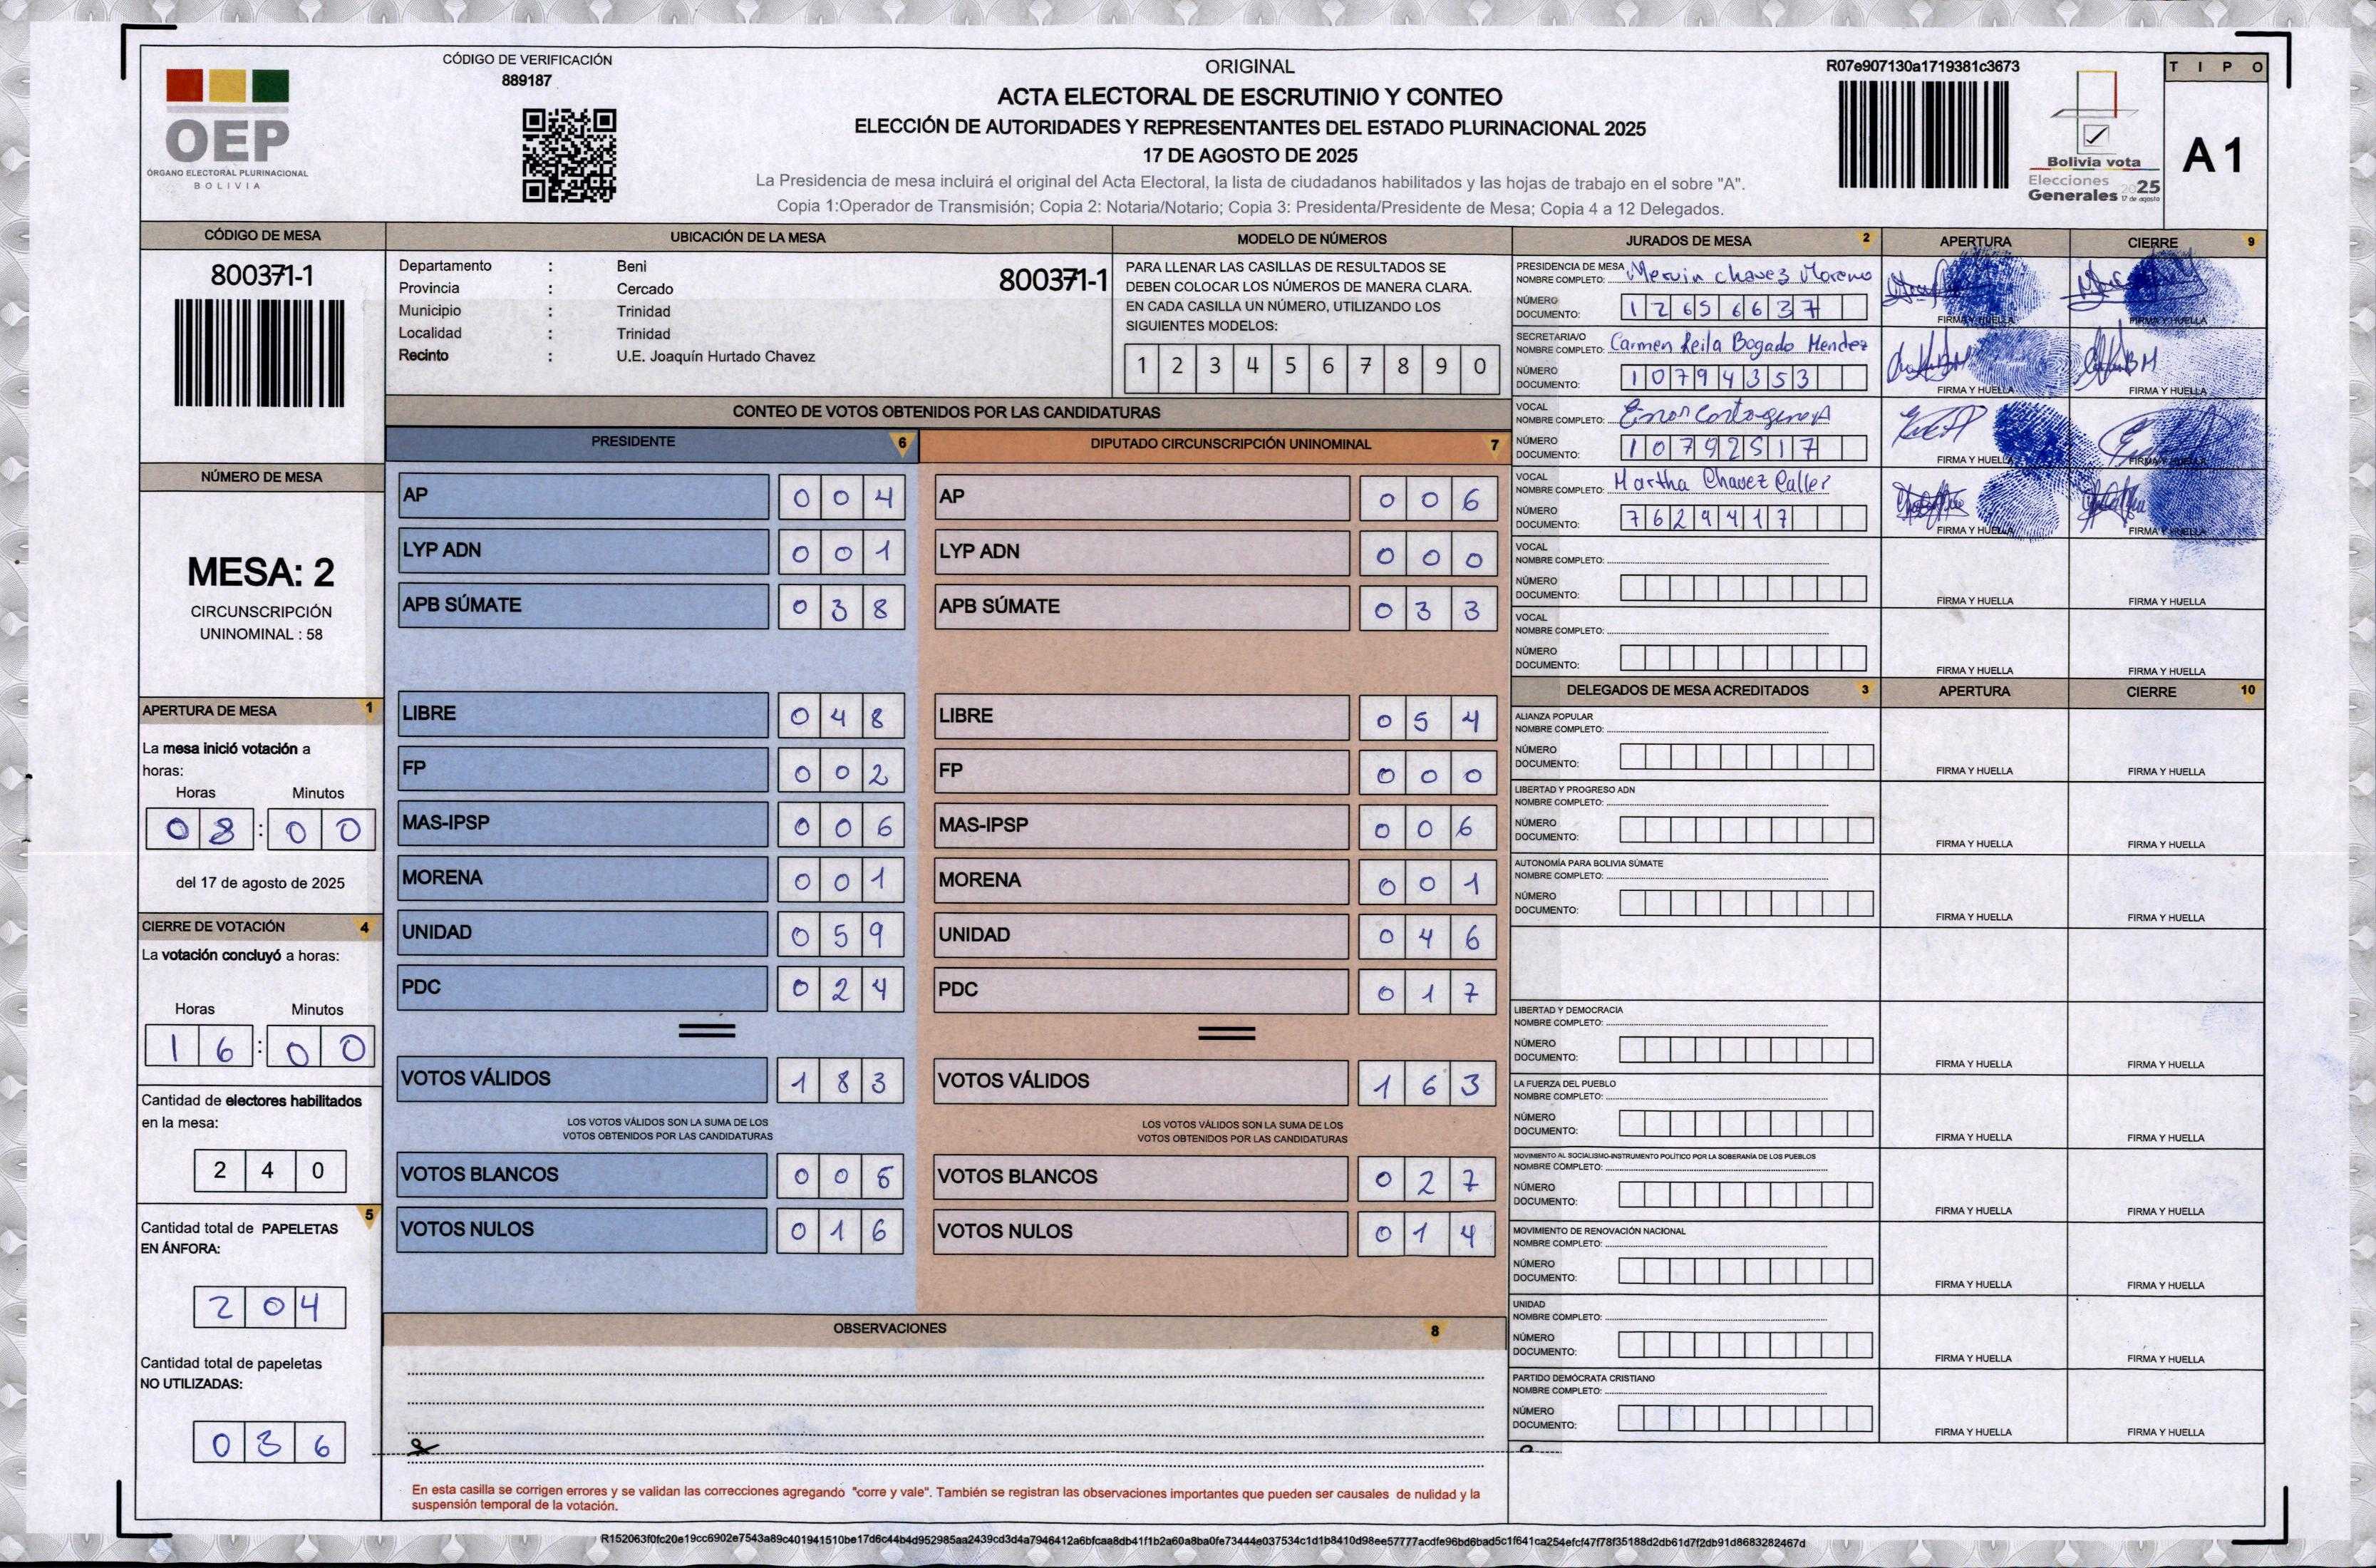 CÓDIGO DE VERIFICACIÓN
889187
OEP
ÓRGANO ELECTORAL PLURINACIONAL
BOLIVIA
ORIGINAL
ACTA ELECTORAL DE ESCRUTINIO Y CONTEO
ELECCIÓN DE AUTORIDADES Y REPRESENTANTES DEL ESTADO PLURINACIONAL 2025
17 DE AGOSTO DE 2025
La Presidencia de mesa incluirá el original del Acta Electoral, la lista de ciudadanos habilitados y las hojas de trabajo en el sobre "A".
Copia 1:Operador de Transmisión; Copia 2: Notaria/Notario; Copia 3: Presidenta/Presidente de Mesa; Copia 4 a 12 Delegados.
R07e907130a1719381c3673
Bolivia vota
Elecciones
Generales 2025
17 de agosto
TIPO
A 1
CÓDIGO DE MESA
800371-1
NÚMERO DE MESA
MESA: 2
CIRCUNSCRIPCIÓN
UNINOMINAL : 58
APERTURA DE MESA 1
La mesa inició votación a
horas:
Horas Minutos
08:00
del 17 de agosto de 2025
CIERRE DE VOTACIÓN 4
La votación concluyó a horas:
Horas Minutos
16:00
Cantidad de electores habilitados
en la mesa:
240
5
Cantidad total de PAPELETAS
EN ÁNFORA:
204
Cantidad total de papeletas
NO UTILIZADAS:
036
UBICACIÓN DE LA MESA
Departamento : Beni 800371-1
Provincia : Cercado
Municipio : Trinidad
Localidad : Trinidad
Recinto : U.E. Joaquín Hurtado Chavez
MODELO DE NÚMEROS
PARA LLENAR LAS CASILLAS DE RESULTADOS SE
DEBEN COLOCAR LOS NÚMEROS DE MANERA CLARA.
EN CADA CASILLA UN NÚMERO, UTILIZANDO LOS
SIGUIENTES MODELOS:
1 2 3 4 5 6 7 8 9 0
CONTEO DE VOTOS OBTENIDOS POR LAS CANDIDATURAS
PRESIDENTE 6
AP 004
LYP ADN 001
APB SÚMATE 038
LIBRE 048
FP 002
MAS-IPSP 006
MORENA 001
UNIDAD 059
PDC 024
VOTOS VÁLIDOS 183
LOS VOTOS VÁLIDOS SON LA SUMA DE LOS
VOTOS OBTENIDOS POR LAS CANDIDATURAS
VOTOS BLANCOS 005
VOTOS NULOS 016
DIPUTADO CIRCUNSCRIPCIÓN UNINOMINAL 7
AP 006
LYP ADN 000
APB SÚMATE 033
LIBRE 054
FP 000
MAS-IPSP 006
MORENA 001
UNIDAD 046
PDC 017
VOTOS VÁLIDOS 163
LOS VOTOS VÁLIDOS SON LA SUMA DE LOS
VOTOS OBTENIDOS POR LAS CANDIDATURAS
VOTOS BLANCOS 027
VOTOS NULOS 014
OBSERVACIONES 8
En esta casilla se corrigen errores y se validan las correcciones agregando "corre y vale". También se registran las observaciones importantes que pueden ser causales de nulidad y la
suspensión temporal de la votación.
JURADOS DE MESA 2 APERTURA CIERRE 9
PRESIDENCIA DE MESA
NOMBRE COMPLETO: Mervin Chavez Moreno
NÚMERO
DOCUMENTO: 12656637
FIRMA Y HUELLA FIRMA Y HUELLA
SECRETARIA/O
NOMBRE COMPLETO: Carmen Leila Bogado Mendez
NÚMERO
DOCUMENTO: 10794353
FIRMA Y HUELLA FIRMA Y HUELLA
VOCAL
NOMBRE COMPLETO:
NÚMERO
DOCUMENTO: 10792517
FIRMA Y HUELLA FIRMA Y HUELLA
VOCAL
NOMBRE COMPLETO: Martha Chavez
NÚMERO
DOCUMENTO: 7629417
FIRMA Y HUELLA FIRMA Y HUELLA
VOCAL
NOMBRE COMPLETO:
NÚMERO
DOCUMENTO:
FIRMA Y HUELLA FIRMA Y HUELLA
VOCAL
NOMBRE COMPLETO:
NÚMERO
DOCUMENTO:
FIRMA Y HUELLA FIRMA Y HUELLA
DELEGADOS DE MESA ACREDITADOS 3 APERTURA CIERRE 10
ALIANZA POPULAR
NOMBRE COMPLETO:
NÚMERO
DOCUMENTO:
FIRMA Y HUELLA FIRMA Y HUELLA
LIBERTAD Y PROGRESO ADN
NOMBRE COMPLETO:
NÚMERO
DOCUMENTO:
FIRMA Y HUELLA FIRMA Y HUELLA
AUTONOMÍA PARA BOLIVIA SÚMATE
NOMBRE COMPLETO:
NÚMERO
DOCUMENTO:
FIRMA Y HUELLA FIRMA Y HUELLA
LIBERTAD Y DEMOCRACIA
NOMBRE COMPLETO:
NÚMERO
DOCUMENTO:
FIRMA Y HUELLA FIRMA Y HUELLA
LA FUERZA DEL PUEBLO
NOMBRE COMPLETO:
NÚMERO
DOCUMENTO:
FIRMA Y HUELLA FIRMA Y HUELLA
MOVIMIENTO AL SOCIALISMO-INSTRUMENTO POLÍTICO POR LA SOBERANÍA DE LOS PUEBLOS
NOMBRE COMPLETO:
NÚMERO
DOCUMENTO:
FIRMA Y HUELLA FIRMA Y HUELLA
MOVIMIENTO DE RENOVACIÓN NACIONAL
NOMBRE COMPLETO:
NÚMERO
DOCUMENTO:
FIRMA Y HUELLA FIRMA Y HUELLA
UNIDAD
NOMBRE COMPLETO:
NÚMERO
DOCUMENTO:
FIRMA Y HUELLA FIRMA Y HUELLA
PARTIDO DEMÓCRATA CRISTIANO
NOMBRE COMPLETO:
NÚMERO
DOCUMENTO:
FIRMA Y HUELLA FIRMA Y HUELLA